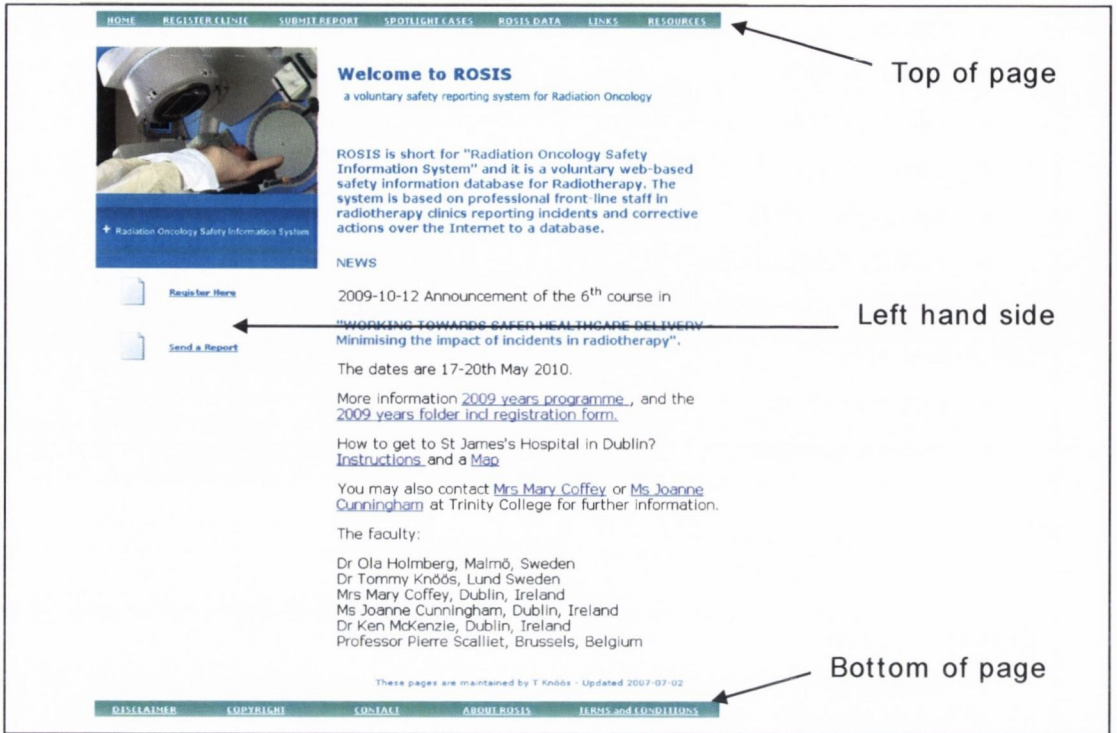 HOME REGISTER CLINIC SUBMIT REPORT SPOTLIGHT CASES ROSIS DATA LINKS RESOURCES
Top of page
Welcome to ROSIS
a voluntary safety reporting system for Radiation Oncology
ROSIS is short for "Radiation Oncology Safety
Information System" and it is a voluntary web-based
safety information database for Radiotherapy. The
system is based on professional front-line staff in
radiotherapy clinics reporting incidents and corrective
actions over the Internet to a database.
+ Radiation Oncology Safety Information System
NEWS
Register Here
2009-10-12 Announcement of the 6th course in
Left hand side
"WORKING TOWARDS SAFER HEALTHCARE DELIVERY -
Send a Report
Minimising the impact of incidents in radiotherapy".
The dates are 17-20th May 2010.
More information 2009 years programme , and the
2009 years folder incl registration form.
How to get to St James's Hospital in Dublin?
Instructions and a Map
You may also contact Mrs Mary Coffey or Ms Joanne
Cunningham at Trinity College for further information.
The faculty:
Dr Ola Holmberg, Malmö, Sweden
Dr Tommy Knöös, Lund Sweden
Mrs Mary Coffey, Dublin, Ireland
Ms Joanne Cunningham, Dublin, Ireland
Dr Ken McKenzie, Dublin, Ireland
Professor Pierre Scalliet, Brussels, Belgium
Bottom of page
These pages are maintained by T Knöös - Updated 2007-07-02
DISCLAIMER COPYRIGHT CONTACT ABOUT ROSIS TERMS and CONDITIONS